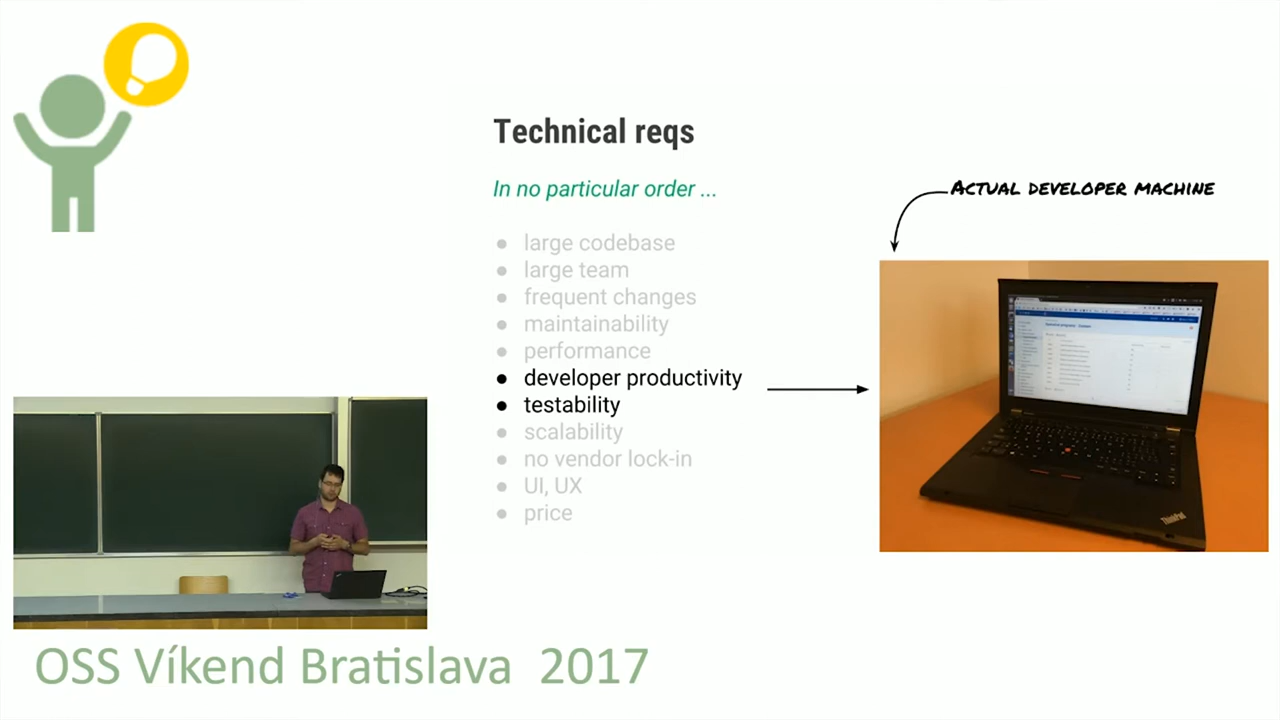 Technical reqs
In no particular order ...
● large codebase
● large team
● frequent changes
● maintainability
● performance
● developer productivity
● testability
● scalability
● no vendor lock-in
● UI, UX
● price
ACTUAL DEVELOPER MACHINE
ThinkPad
OSS Víkend Bratislava 2017